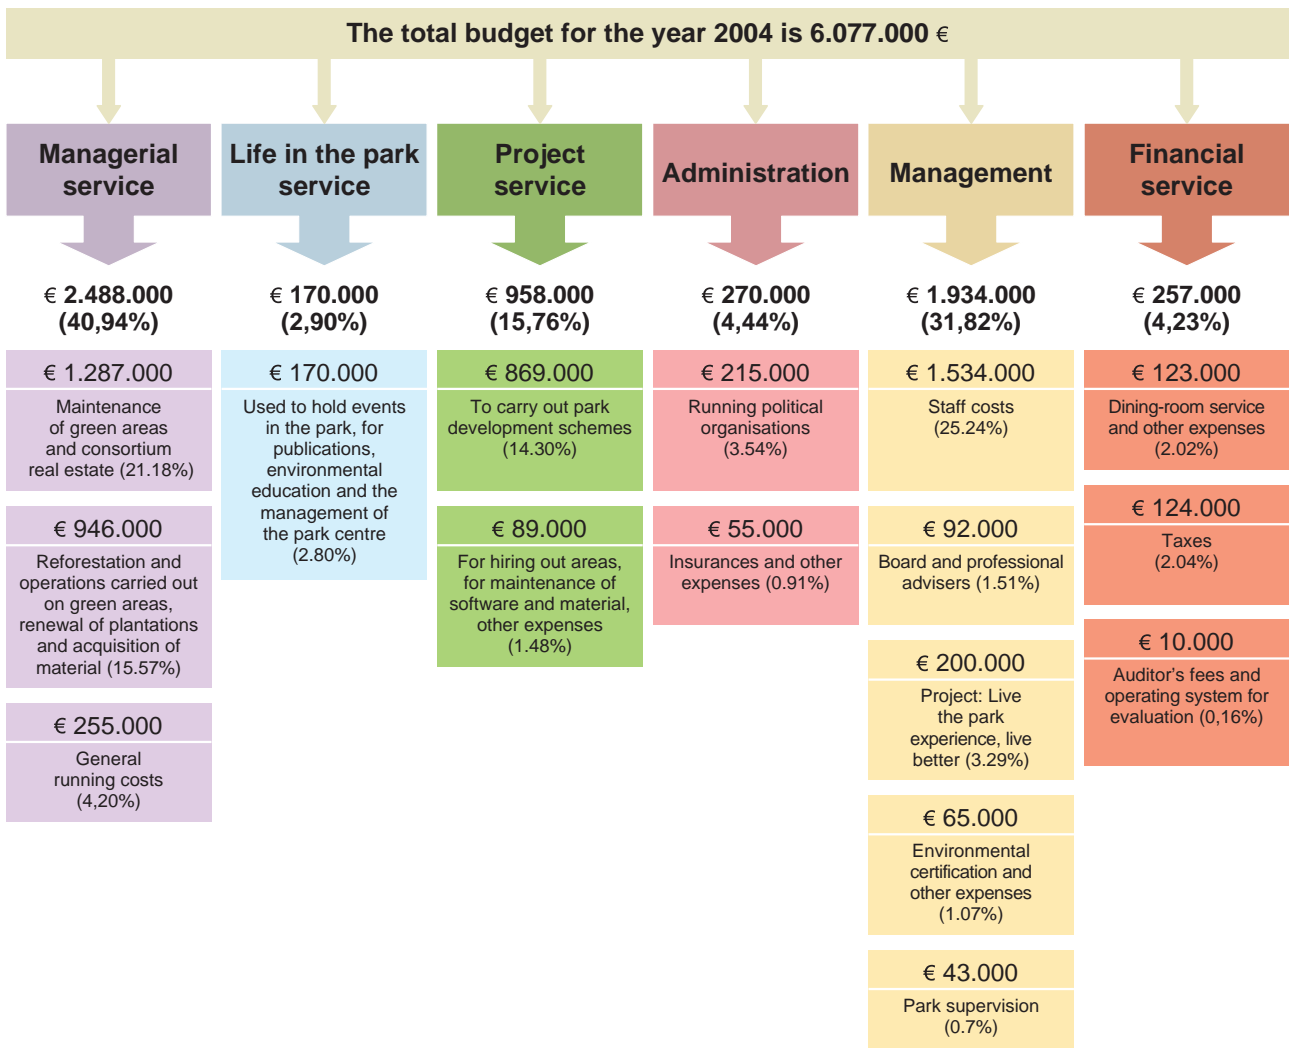 The total budget for the year 2004 is 6.077.000 €
Managerial
service
€ 2.488.000
(40,94%)
€ 1.287.000
Maintenance
of green areas
and consortium
real estate (21.18%)
€ 946.000
Reforestation and
operations carried out
on green areas,
renewal of plantations
and acquisition of
material (15.57%)
€ 255.000
General
running costs
(4,20%)
Life in the park
service
€ 170.000
(2,90%)
€ 170.000
Used to hold events
in the park, for
publications,
environmental
education and the
management of
the park centre
(2.80%)
Project
service
€ 958.000
(15,76%)
€ 869.000
To carry out park
development schemes
(14.30%)
€ 89.000
For hiring out areas,
for maintenance of
software and material,
other expenses
(1.48%)
Administration
€ 270.000
(4,44%)
€ 215.000
Running political
organisations
(3.54%)
€ 55.000
Insurances and other
expenses (0.91%)
Management
€ 1.934.000
(31,82%)
€ 1.534.000
Staff costs
(25.24%)
€ 92.000
Board and professional
advisers (1.51%)
€ 200.000
Project: Live
the park
experience, live
better (3.29%)
€ 65.000
Environmental
certification and
other expenses
(1.07%)
€ 43.000
Park supervision
(0.7%)
Financial
service
€ 257.000
(4,23%)
€ 123.000
Dining-room service
and other expenses
(2.02%)
€ 124.000
Taxes
(2.04%)
€ 10.000
Auditor's fees and
operating system for
evaluation (0,16%)